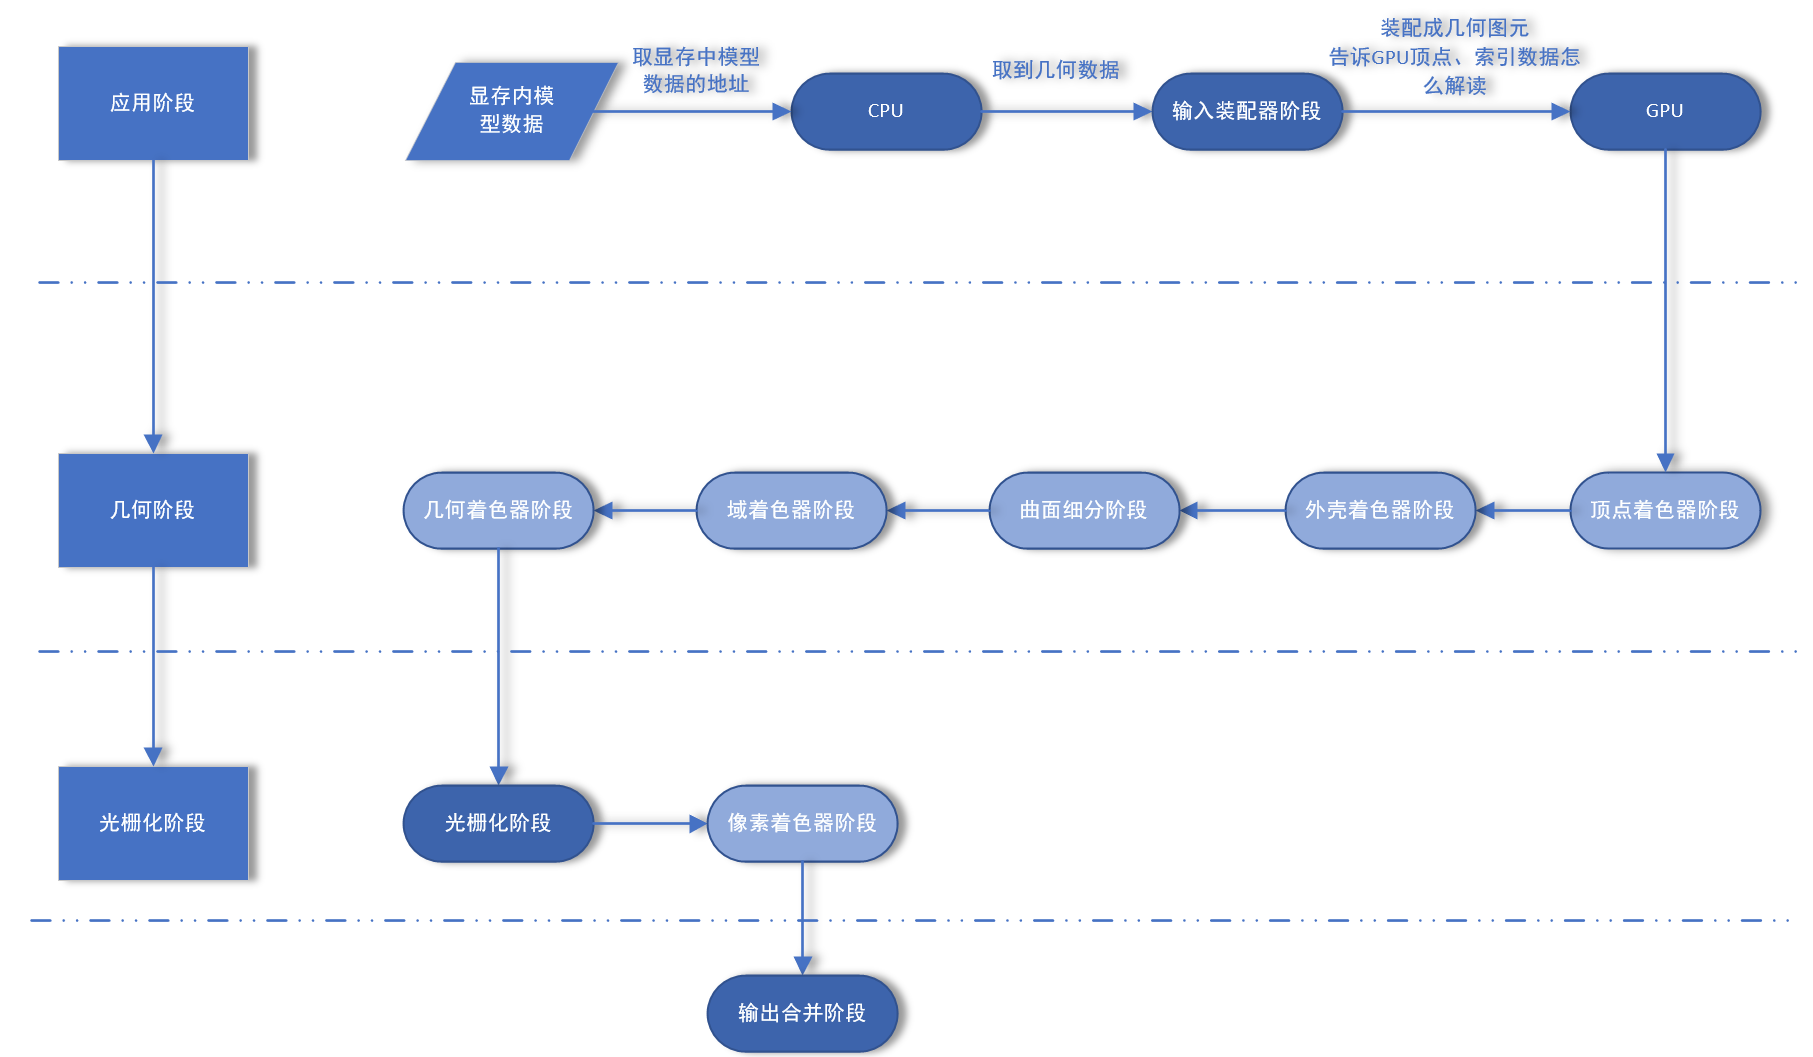 应用阶段
显存内模
型数据
取显存中模型
数据的地址
CPU
取到几何数据
输入装配器阶段
装配成几何图元
告诉GPU顶点、索引数据怎
么解读
GPU
几何阶段
几何着色器阶段
域着色器阶段
曲面细分阶段
外壳着色器阶段
顶点着色器阶段
光栅化阶段
光栅化阶段
像素着色器阶段
输出合并阶段